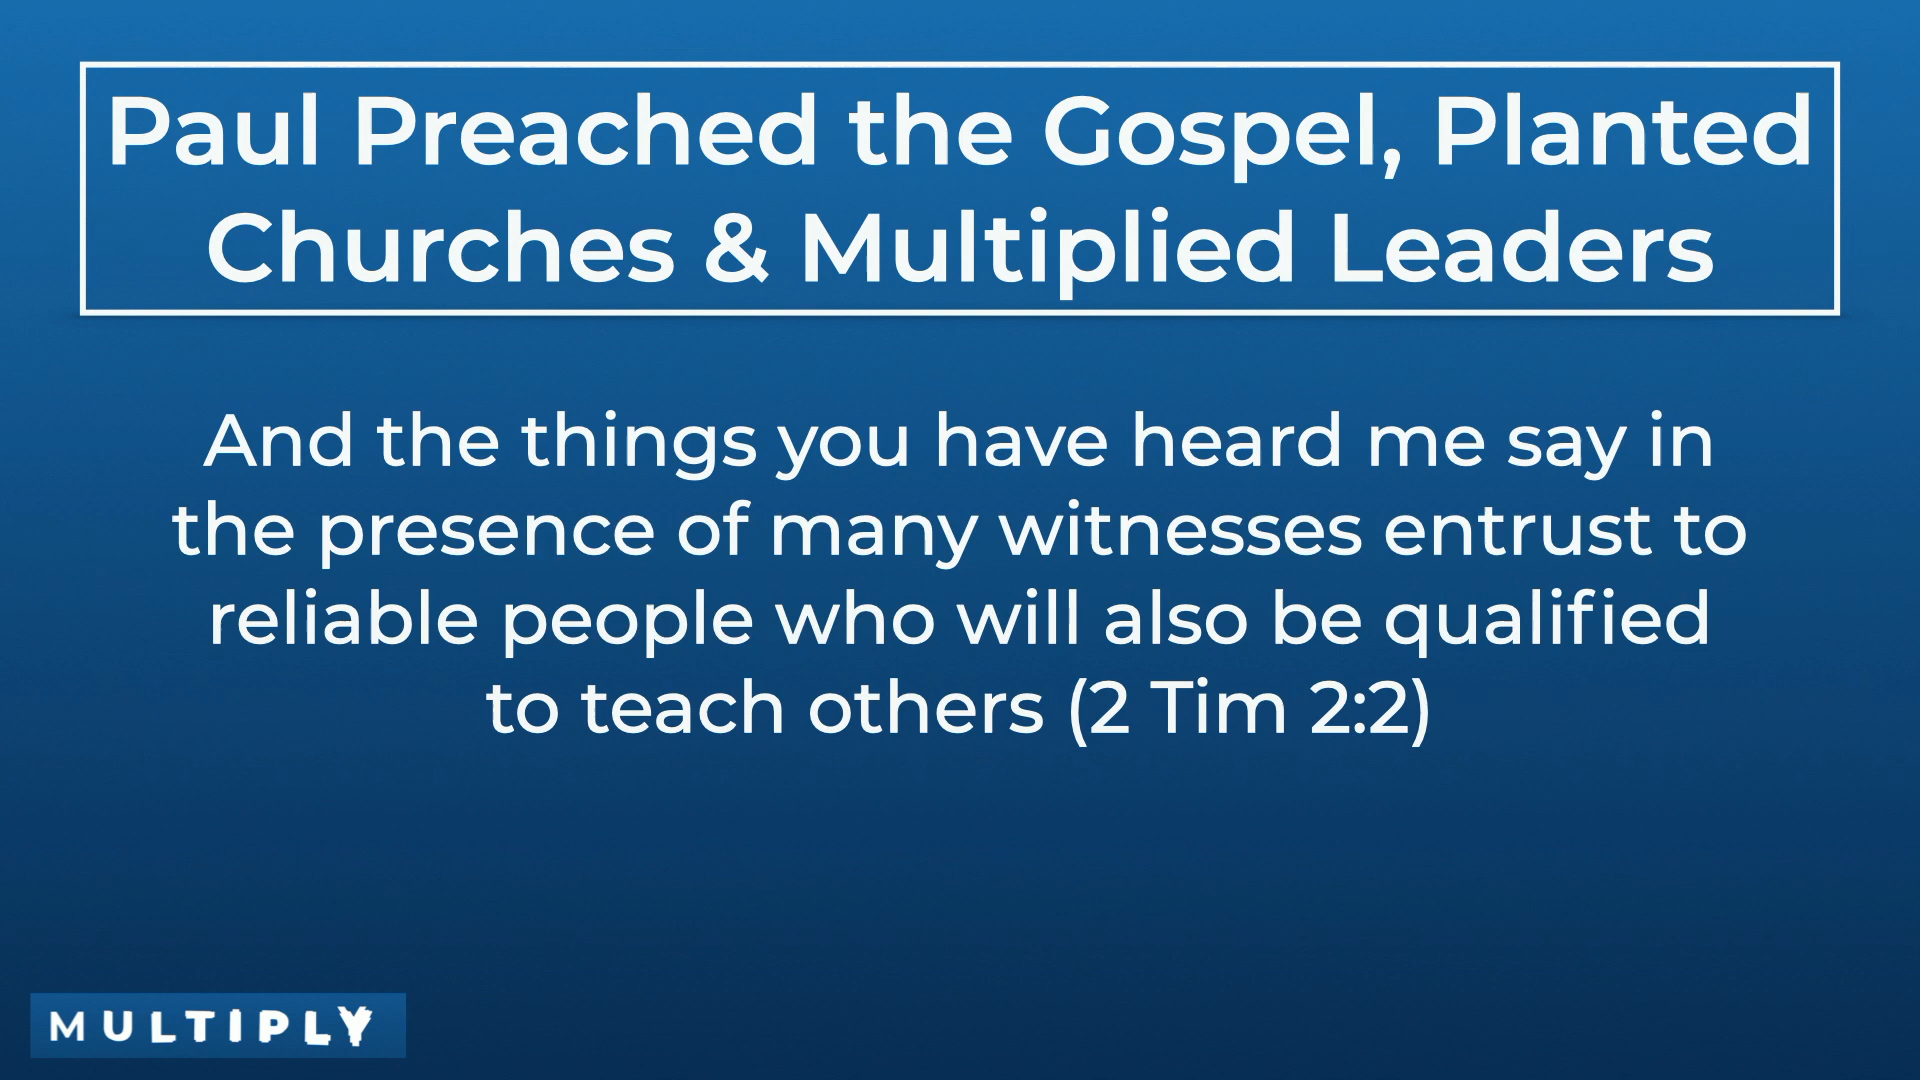 Paul Preached the Gospel, Planted
Churches & Multiplied Leaders
And the things you have heard me say in
the presence of many witnesses entrust to
reliable people who will also be qualified
to teach others (2 Tim 2:2)
MULTIPLY